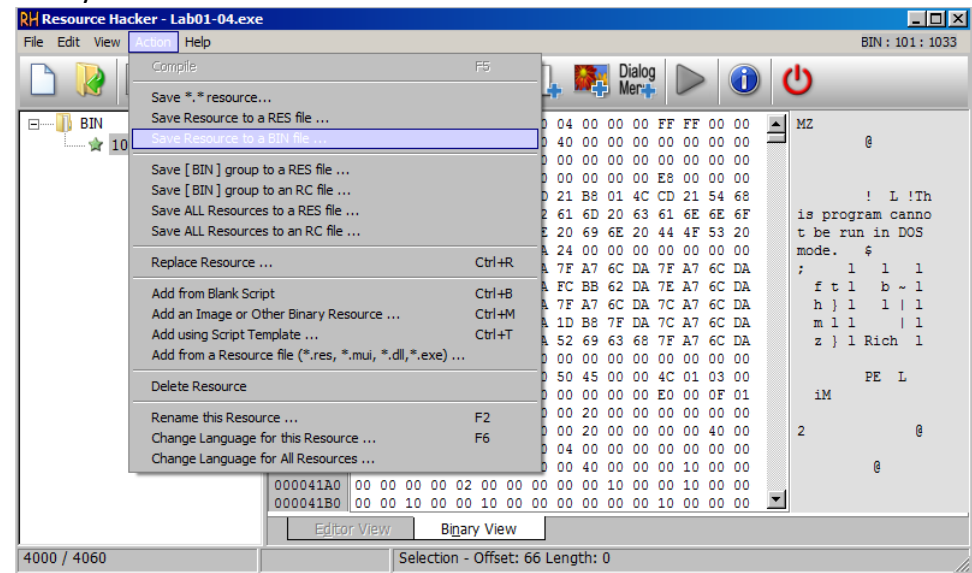 Resource Hacker - Lab01-04.exe
File Edit View Action Help BIN : 101 : 1033
Dialog
Menu
BIN
10
Compile F5
Save *.* resource...
Save Resource to a RES file ...
Save Resource to a BIN file ...
Save [ BIN ] group to a RES file ...
Save [ BIN ] group to an RC file ...
Save ALL Resources to a RES file ...
Save ALL Resources to an RC file ...
Replace Resource ... Ctrl+R
Add from Blank Script Ctrl+B
Add an Image or Other Binary Resource ... Ctrl+M
Add using Script Template ... Ctrl+T
Add from a Resource file (*.res, *.mui, *.dll,*.exe) ...
Delete Resource
Rename this Resource ... F2
Change Language for this Resource ... F6
Change Language for All Resources ...
04 00 00 00 FF FF 00 00 MZ
40 00 00 00 00 00 00 00 @
00 00 00 00 00 00 00 00
00 00 00 00 E8 00 00 00
21 B8 01 4C CD 21 54 68 ! L !Th
61 6D 20 63 61 6E 6E 6F is program canno
20 69 6E 20 44 4F 53 20 t be run in DOS
24 00 00 00 00 00 00 00 mode. $
7F A7 6C DA 7F A7 6C DA ; l l l
FC BB 62 DA 7E A7 6C DA f t l b ~ l
7F A7 6C DA 7C A7 6C DA h } l l | l
1D B8 7F DA 7C A7 6C DA m l l | l
52 69 63 68 7F A7 6C DA z } l Rich l
00 00 00 00 00 00 00 00
50 45 00 00 4C 01 03 00 PE L
00 00 00 00 E0 00 0F 01 iM
00 20 00 00 00 00 00 00
00 20 00 00 00 00 40 00 2 @
04 00 00 00 00 00 00 00
00 40 00 00 00 10 00 00 @
000041A0 00 00 00 00 02 00 00 00 00 00 10 00 00 10 00 00
000041B0 00 00 10 00 00 10 00 00 00 00 00 00 10 00 00 00
Editor View Binary View
4000 / 4060 Selection - Offset: 66 Length: 0